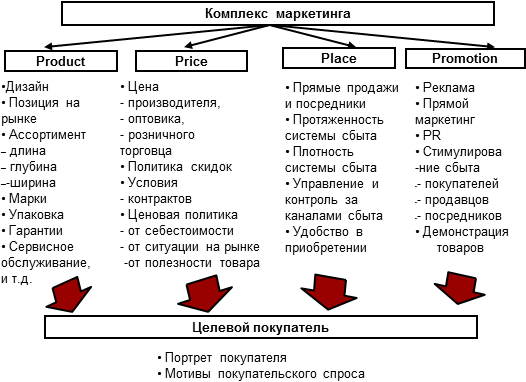 Комплекс маркетинга
Product
•Дизайн
• Позиция на
рынке
• Ассортимент
– длина
– глубина
–-ширина
• Марки
• Упаковка
• Гарантии
• Сервисное
обслуживание,
и т.д.
Price
• Цена
- производителя,
- оптовика,
- розничного
торговца
• Политика скидок
• Условия
- контрактов
• Ценовая политика
- от себестоимости
- от ситуации на рынке
-от полезности товара
Place
• Прямые продажи
и посредники
• Протяженность
системы сбыта
• Плотность
системы сбыта
• Управление и
контроль за
каналами сбыта
• Удобство в
приобретении
Promotion
• Реклама
• Прямой
маркетинг
• PR
• Стимулирова
-ние сбыта
.- покупателей
.- продавцов
.- посредников
• Демонстрация
товаров
Целевой покупатель
• Портрет покупателя
• Мотивы покупательского спроса